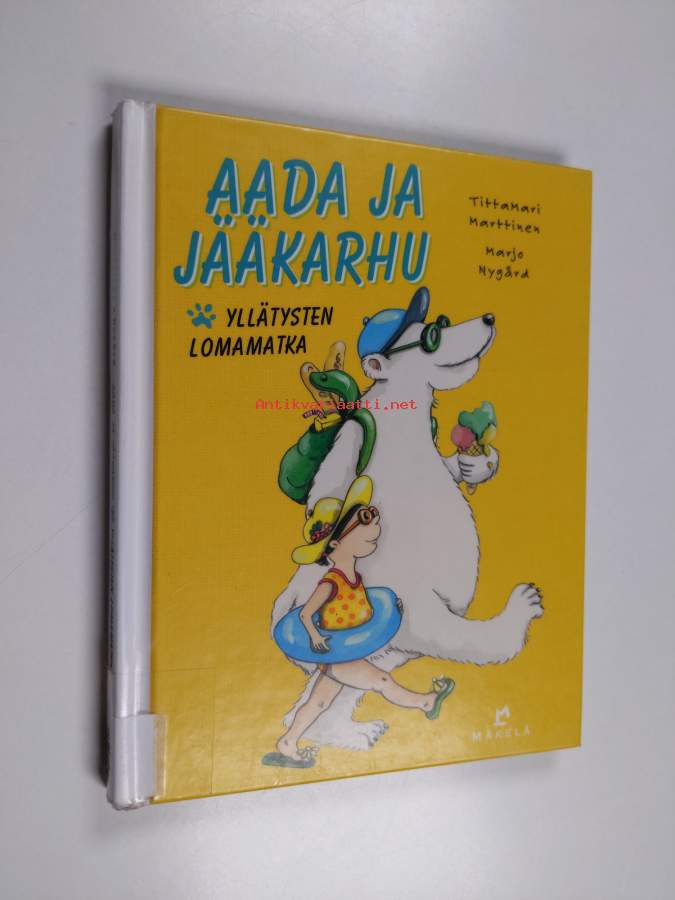 AADA JA
JÄÄKARHU
YLLÄTYSTEN
LOMAMATKA
TittaMari
Marttinen
Marjo
Nygård
Antikvariaatti.net
MÄKELÄ